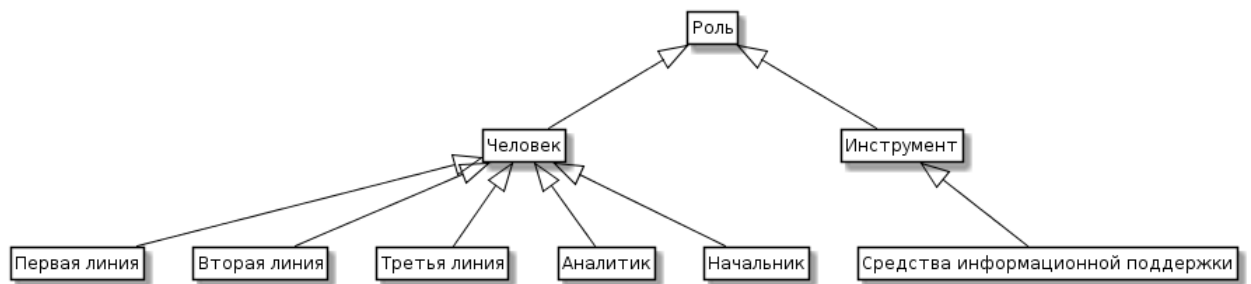 Роль
Человек
Инструмент
Первая линия
Вторая линия
Третья линия
Аналитик
Начальник
Средства информационной поддержки